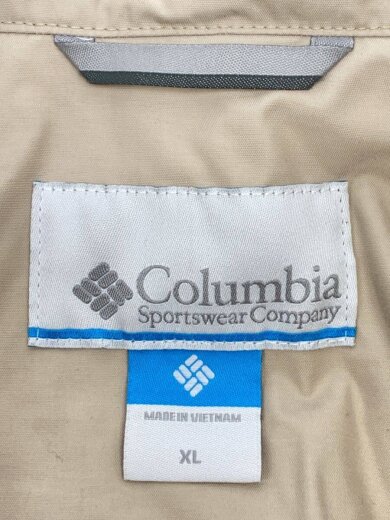 Columbia
Sportswear Company
MADE IN VIETNAM
XL